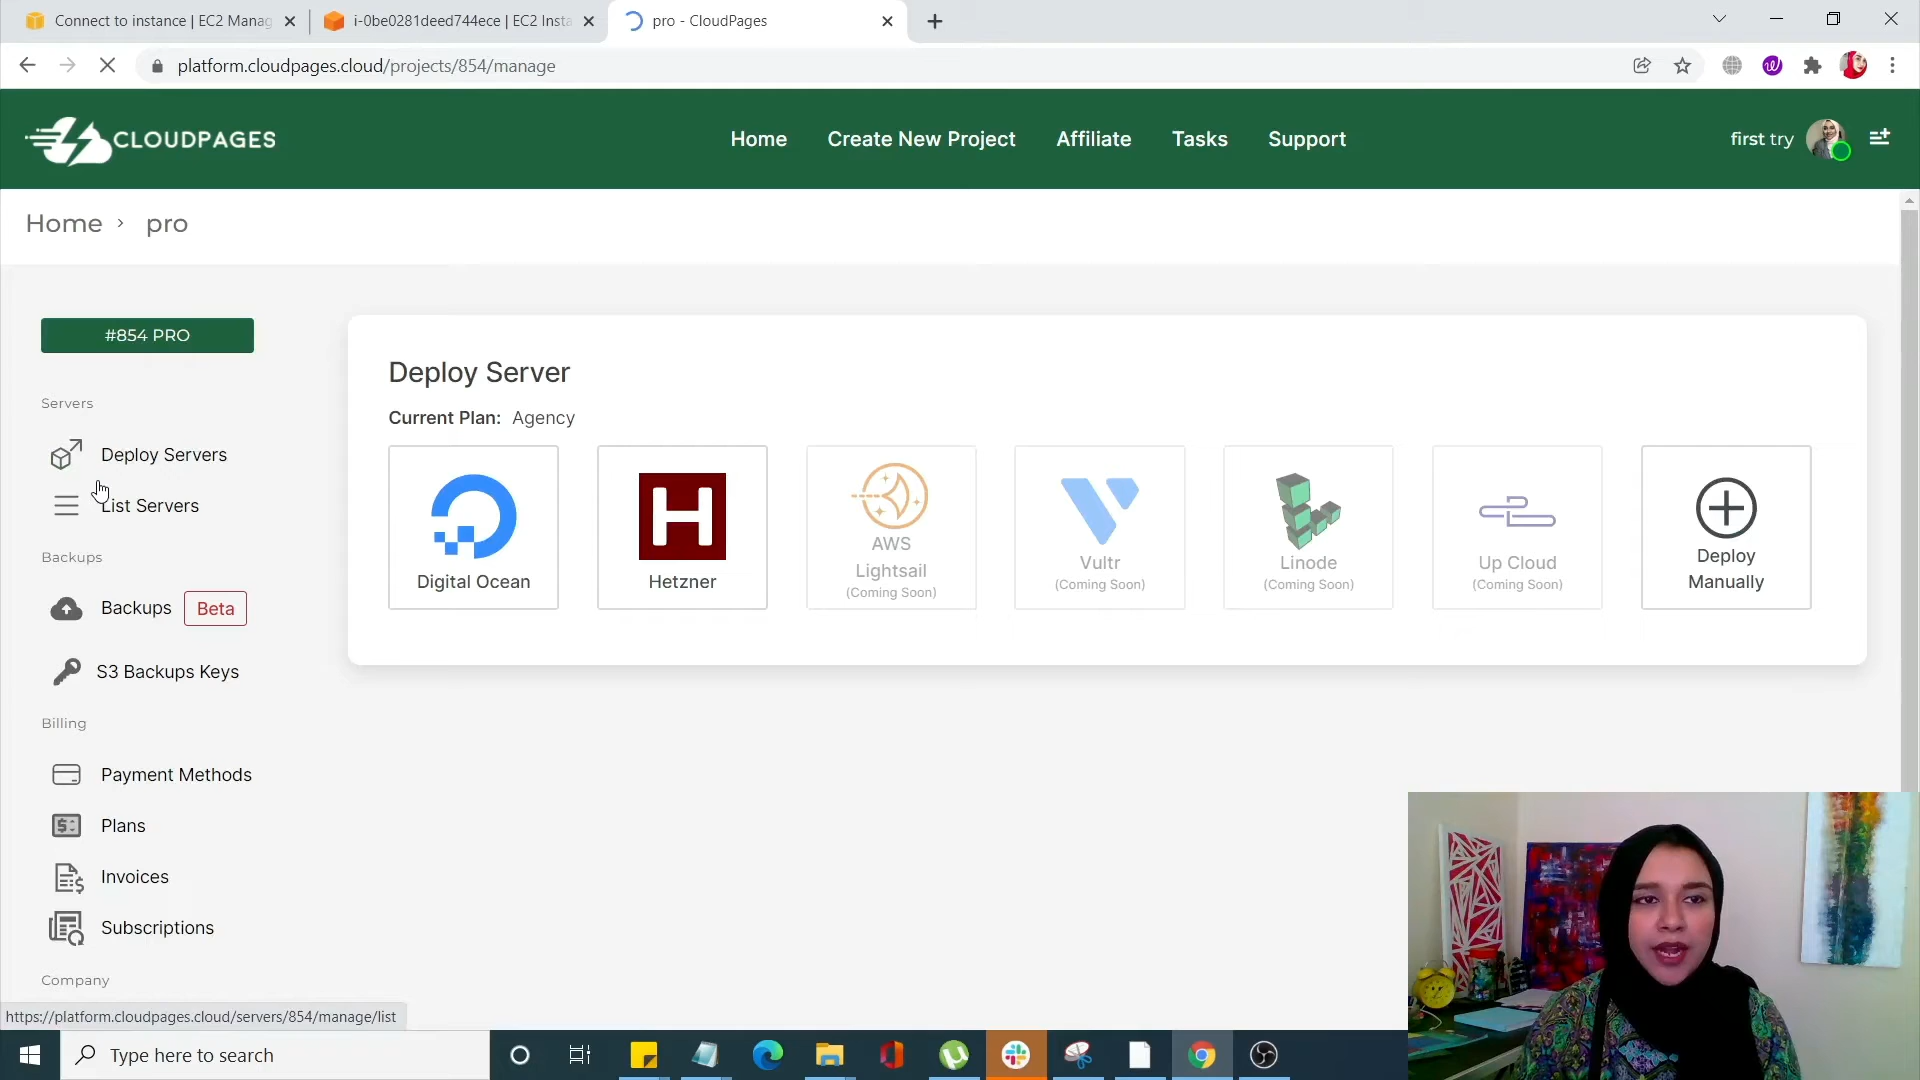 Connect to instance | EC2 Manag
i-0be0281deed744ece | EC2 Insta
pro - CloudPages
platform.cloudpages.cloud/projects/854/manage
CLOUDPAGES
Home
Create New Project
Affiliate
Tasks
Support
first try
Home › pro
#854 PRO
Servers
Deploy Servers
List Servers
Backups
Backups Beta
S3 Backups Keys
Billing
Payment Methods
Plans
Invoices
Subscriptions
Company
Deploy Server
Current Plan: Agency
Digital Ocean
Hetzner
AWS
Lightsail
(Coming Soon)
Vultr
(Coming Soon)
Linode
(Coming Soon)
Up Cloud
(Coming Soon)
Deploy
Manually
https://platform.cloudpages.cloud/servers/854/manage/list
Type here to search